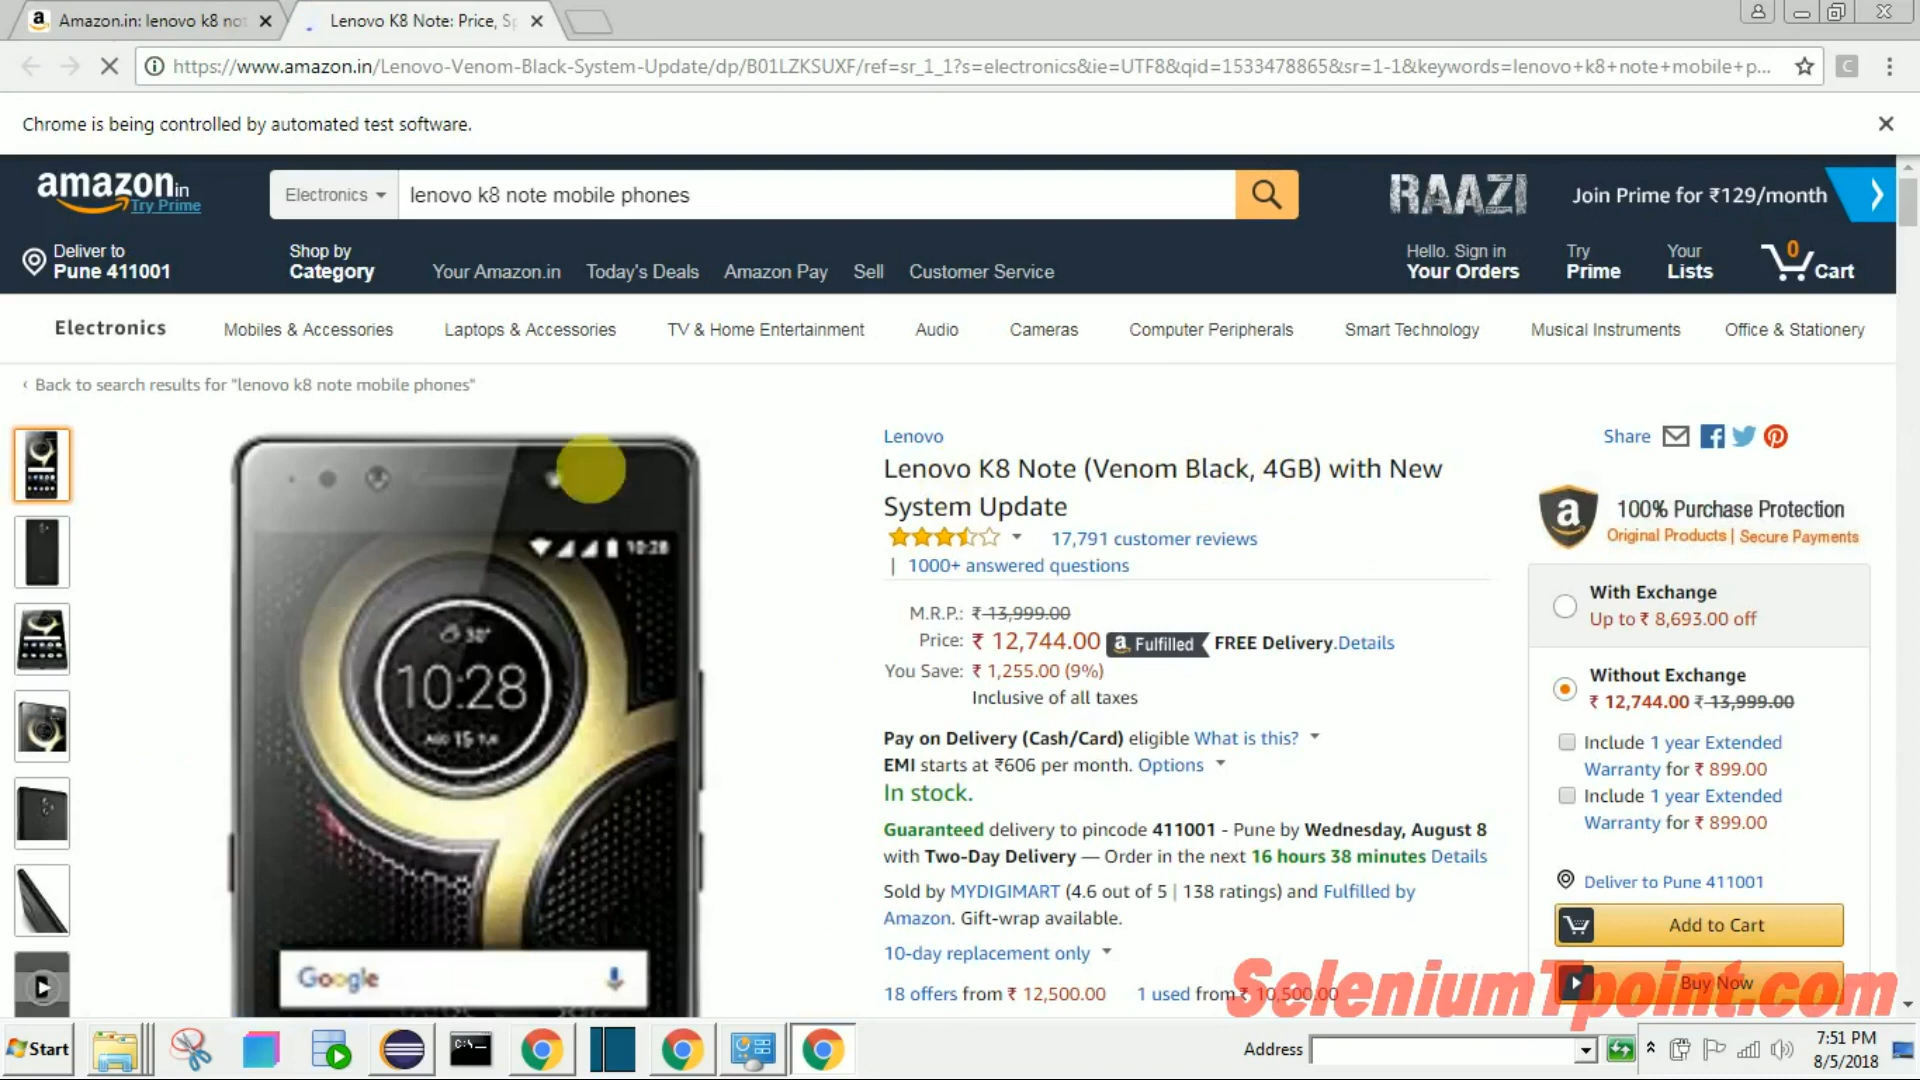 Amazon.in: lenovo k8 not
Lenovo K8 Note: Price, Sp
https://www.amazon.in/Lenovo-Venom-Black-System-Update/dp/B01LZKSUXF/ref=sr_1_1?s=electronics&ie=UTF8&qid=1533478865&sr=1-1&keywords=lenovo+k8+note+mobile+p...
C
Chrome is being controlled by automated test software.
amazon.in
Try Prime
Electronics
lenovo k8 note mobile phones
RAAZI
Join Prime for ₹129/month
Deliver to
Pune 411001
Shop by
Category
Your Amazon.in Today's Deals Amazon Pay Sell Customer Service
Hello. Sign in
Your Orders
Try
Prime
Your
Lists
0
Cart
Electronics Mobiles & Accessories Laptops & Accessories TV & Home Entertainment Audio Cameras Computer Peripherals Smart Technology Musical Instruments Office & Stationery
‹ Back to search results for "lenovo k8 note mobile phones"
10:28
30°
10:28
AUG 15 TUE
Google
Lenovo
Lenovo K8 Note (Venom Black, 4GB) with New
System Update
17,791 customer reviews
| 1000+ answered questions
M.R.P.: ₹ 13,999.00
Price: ₹ 12,744.00 a Fulfilled FREE Delivery.Details
You Save: ₹ 1,255.00 (9%)
Inclusive of all taxes
Pay on Delivery (Cash/Card) eligible What is this?
EMI starts at ₹606 per month. Options
In stock.
Guaranteed delivery to pincode 411001 - Pune by Wednesday, August 8
with Two-Day Delivery — Order in the next 16 hours 38 minutes Details
Sold by MYDIGIMART (4.6 out of 5 | 138 ratings) and Fulfilled by
Amazon. Gift-wrap available.
10-day replacement only
18 offers from ₹ 12,500.00 1 used from ₹ 10,500.00
Share
a
100% Purchase Protection
Original Products | Secure Payments
With Exchange
Up to ₹ 8,693.00 off
Without Exchange
₹ 12,744.00 ₹ 13,999.00
Include 1 year Extended
Warranty for ₹ 899.00
Include 1 year Extended
Warranty for ₹ 899.00
Deliver to Pune 411001
Add to Cart
Buy Now
SeleniumTpoint.com
Start
C:\_
Address
7:51 PM
8/5/2018